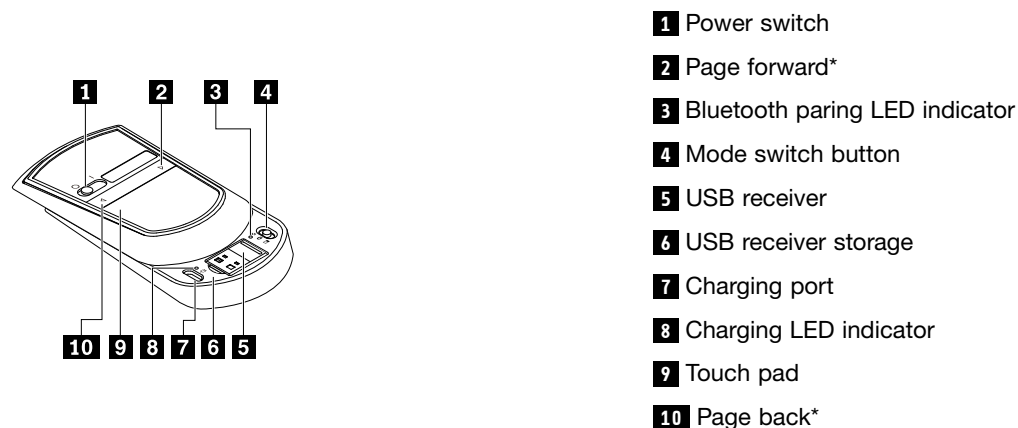 1 2 3 4
10 9 8 7 6 5
1 Power switch
2 Page forward*
3 Bluetooth paring LED indicator
4 Mode switch button
5 USB receiver
6 USB receiver storage
7 Charging port
8 Charging LED indicator
9 Touch pad
10 Page back*